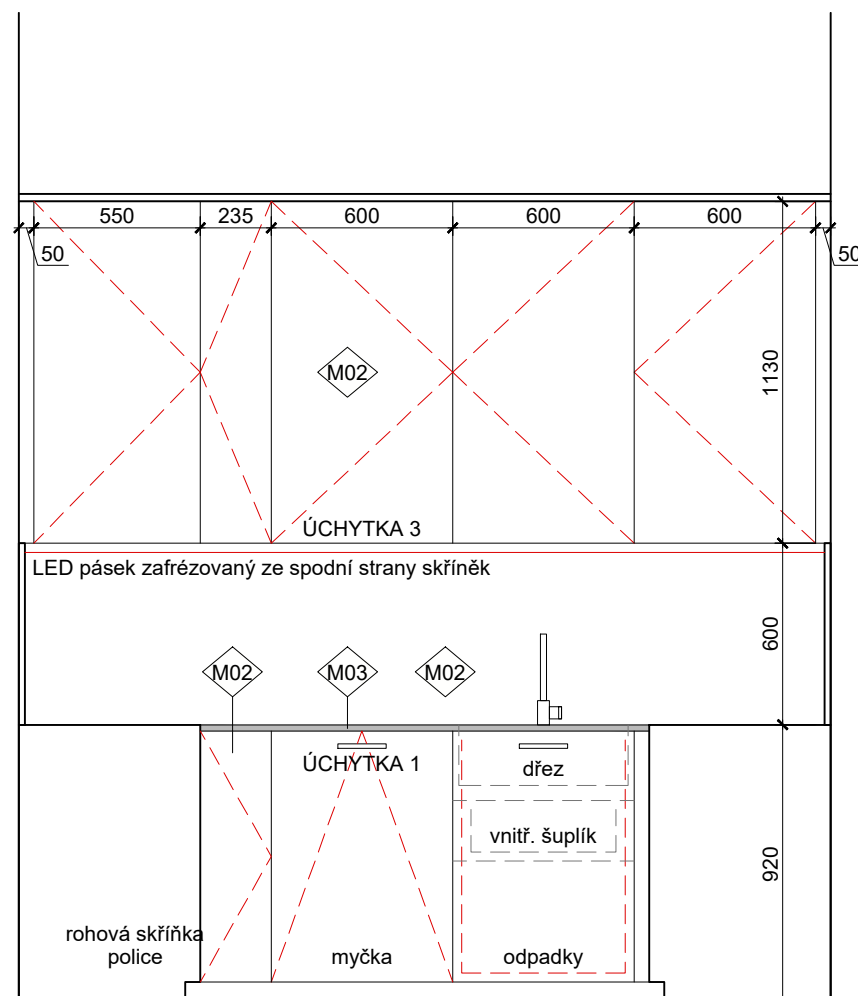 550 235 600 600 600
50 50
M02
1130
ÚCHYTKA 3
LED pásek zafrézovaný ze spodní strany skříněk
600
M02 M03 M02
ÚCHYTKA 1
dřez
vnitř. šuplík
920
rohová skříňka
police
myčka
odpadky